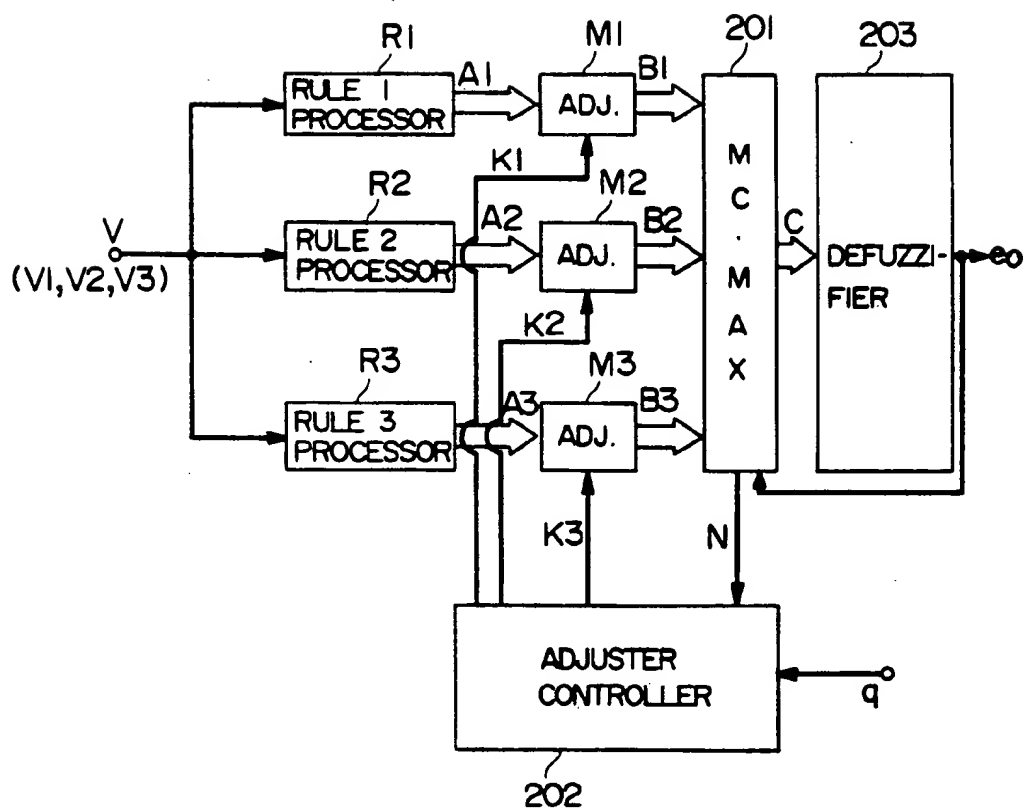 R1
M1
201
203
A1
B1
RULE 1
PROCESSOR
ADJ.
K1
R2
M2
A2
B2
V
(V1,V2,V3)
RULE 2
PROCESSOR
ADJ.
MC·MAX
C
DEFUZZI-
FIER
eo
K2
R3
M3
A3
B3
RULE 3
PROCESSOR
ADJ.
K3
N
ADJUSTER
CONTROLLER
q
202